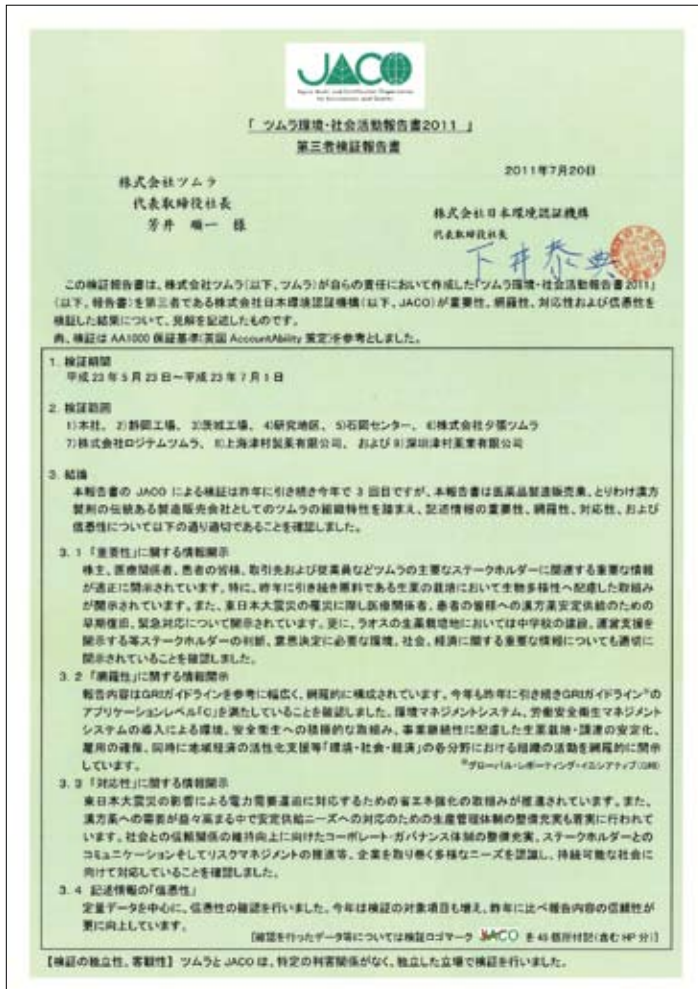 JACO
「 ツムラ環境・社会活動報告書2011 」
第三者検証報告書
2011年7月20日
株式会社ツムラ
代表取締役社長
芳井 順一 様
株式会社日本環境認証機構
代表取締役社長
下井泰典
この検証報告書は、株式会社ツムラ(以下、ツムラ)が自らの責任において作成した「ツムラ環境・社会活動報告書2011」
(以下、報告書)を第三者である株式会社日本環境認証機構(以下、JACO)が重要性、網羅性、対応性および信憑性を
検証した結果について、見解を記述したものです。
尚、検証は AA1000 保証基準(英国 AccountAbility 策定)を参考としました。
1. 検証期間
平成 23 年 5 月 23 日~平成 23 年 7 月 1 日
2. 検証範囲
1)本社、 2)静岡工場、 3)茨城工場、 4)研究地区、 5)石岡センター、 6)株式会社夕張ツムラ
7)株式会社ロジテムツムラ、 8)上海津村製薬有限公司、 および 9)深圳津村薬業有限公司
3. 結論
本報告書の JACO による検証は昨年に引き続き今年で 3 回目ですが、本報告書は医薬品製造販売業、とりわけ漢方
製剤の伝統ある製造販売会社としてのツムラの組織特性を踏まえ、記述情報の重要性、網羅性、対応性、および
信憑性について以下の通り適切であることを確認しました。
3. 1 「重要性」に関する情報開示
株主、医療関係者、患者の皆様、取引先および従業員などツムラの主要なステークホルダーに関連する重要な情報
が適正に開示されています。特に、昨年に引き続き原料である生薬の栽培において生物多様性へ配慮した取組み
が開示されています。また、東日本大震災の罹災に際し医療関係者、患者の皆様への漢方薬安定供給のための
早期復旧、緊急対応について開示されています。更に、ラオスの生薬栽培地においては中学校の建設、運営支援を
開示する等ステークホルダーの判断、意思決定に必要な環境、社会、経済に関する重要な情報についても適切に
開示されていることを確認しました。
3. 2 「網羅性」に関する情報開示
報告内容はGRIガイドラインを参考に幅広く、網羅的に構成されています。今年も昨年に引き続きGRIガイドライン※の
アプリケーションレベル「C」を満たしていることを確認しました。環境マネジメントシステム、労働安全衛生マネジメント
システムの導入による環境、安全衛生への積極的な取組み、事業継続性に配慮した生薬栽培・調達の安定化、
雇用の確保、同時に地域経済の活性化支援等「環境・社会・経済」の各分野における組織の活動を網羅的に開示
しています。 ※グローバル・レポーティング・イニシアティブ(GRI)
3. 3 「対応性」に関する情報開示
東日本大震災の影響による電力需要逼迫に対応するための省エネ強化の取組みが推進されています。また、
漢方薬への需要が益々高まる中で安定供給ニーズへの対応のための生産管理体制の整備充実も着実に行われて
います。社会との信頼関係の維持向上に向けたコーポレート・ガバナンス体制の整備充実、ステークホルダーとの
コミュニケーションそしてリスクマネジメントの推進等、企業を取り巻く多様なニーズを認識し、持続可能な社会に
向けて対応していることを確認しました。
3. 4 記述情報の「信憑性」
定量データを中心に、信憑性の確認を行いました。今年は検証の対象項目も増え、昨年に比べ報告内容の信頼性が
更に向上しています。
[確認を行ったデータ等については検証ロゴマーク JACO を 45 個所付記(含む HP 分)]
【検証の独立性、客観性】 ツムラと JACO は、特定の利害関係がなく、独立した立場で検証を行いました。